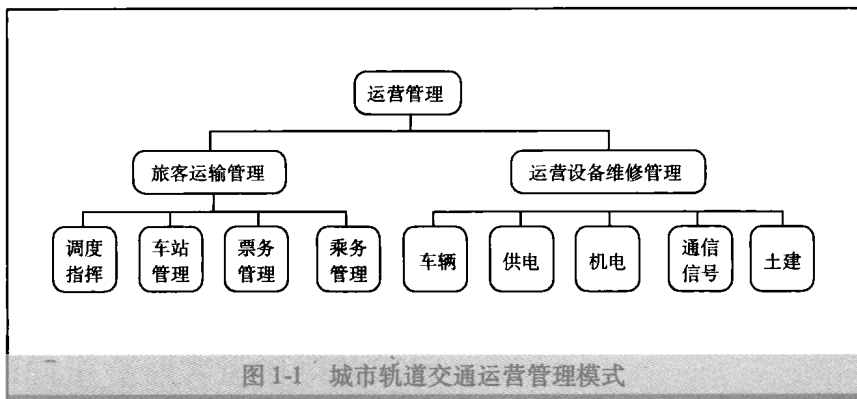 运营管理
旅客运输管理
运营设备维修管理
调度
指挥
车站
管理
票务
管理
乘务
管理
车辆
供电
机电
通信
信号
土建
图 1-1 城市轨道交通运营管理模式